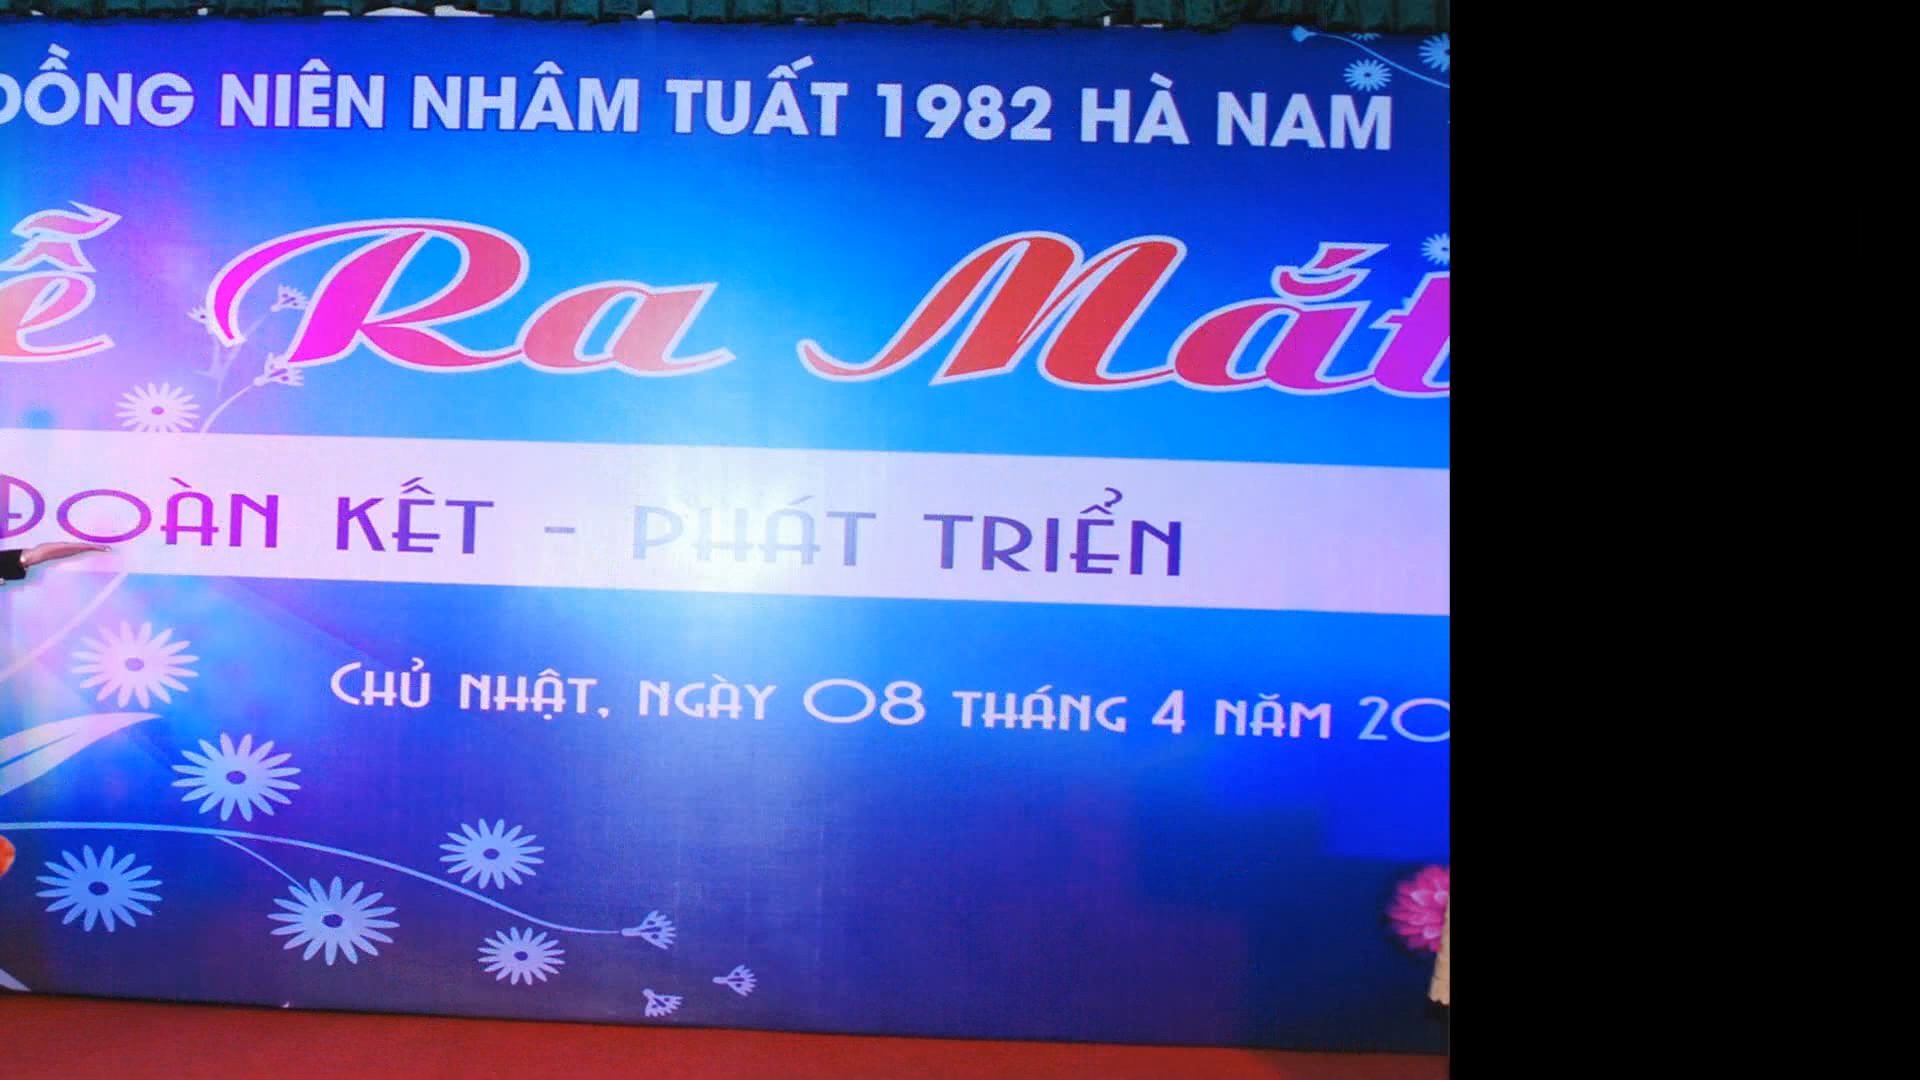 ĐỒNG NIÊN NHÂM TUẤT 1982 HÀ NAM
Ra Mắt
ĐOÀN KẾT - PHÁT TRIỂN
CHỦ NHẬT, NGÀY 08 THÁNG 4 NĂM 20